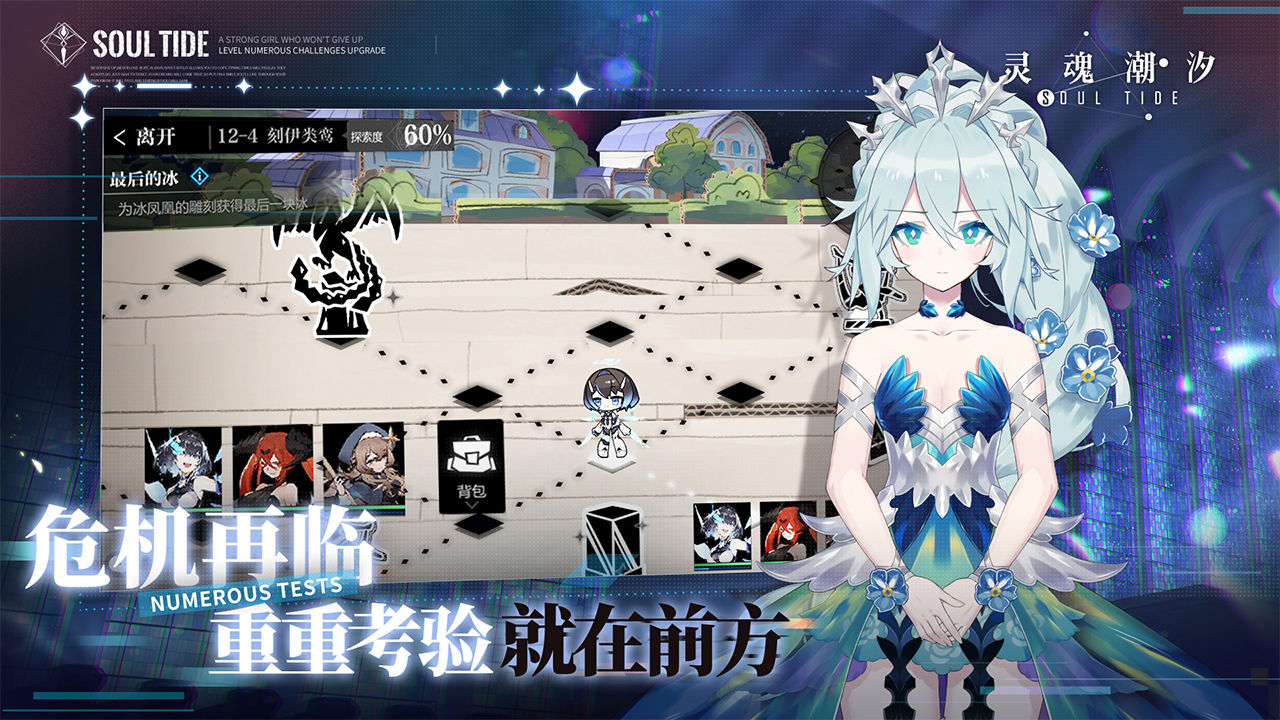 SOUL TIDE
A STRONG GIRL WHO WON'T GIVE UP
LEVEL NUMEROUS CHALLENGES UPGRADE
灵魂潮汐
SOUL TIDE
< 离开
12-4 刻伊类鸾
探索度
60%
最后的冰
为冰凤凰的雕刻获得最后一块冰
背包
危机再临
NUMEROUS TESTS
重重考验就在前方